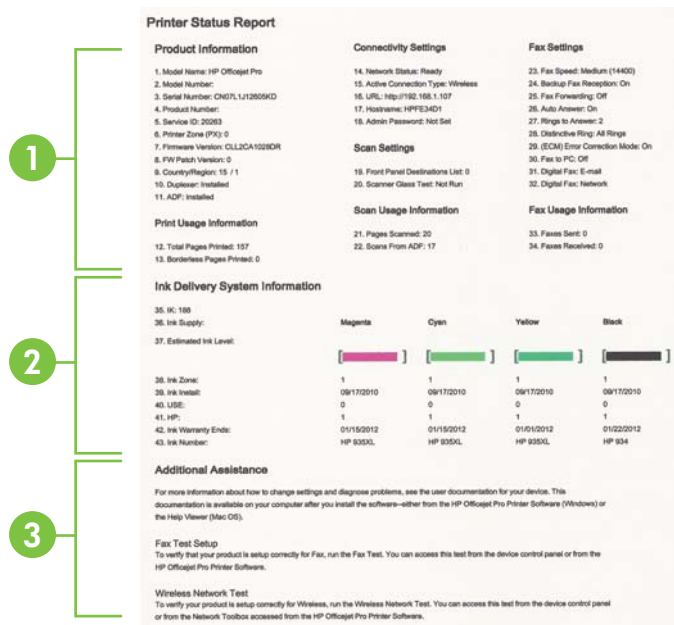 Printer Status Report
Product Information
1. Model Name: HP Officejet Pro
2. Model Number:
3. Serial Number: CN07L1J12605KD
4. Product Number:
5. Service ID: 20263
6. Printer Zone (PX): 0
7. Firmware Version: CLL2CA1028DR
8. FW Patch Version: 0
9. Country/Region: 15 / 1
10. Duplexer: Installed
11. ADF: Installed
Print Usage Information
12. Total Pages Printed: 157
13. Borderless Pages Printed: 0
Connectivity Settings
14. Network Status: Ready
15. Active Connection Type: Wireless
16. URL: http://192.168.1.107
17. Hostname: HPFE34D1
18. Admin Password: Not Set
Scan Settings
19. Front Panel Destinations List: 0
20. Scanner Glass Test: Not Run
Scan Usage Information
21. Pages Scanned: 20
22. Scans From ADF: 17
Fax Settings
23. Fax Speed: Medium (14400)
24. Backup Fax Reception: On
25. Fax Forwarding: Off
26. Auto Answer: On
27. Rings to Answer: 2
28. Distinctive Ring: All Rings
29. (ECM) Error Correction Mode: On
30. Fax to PC: Off
31. Digital Fax: E-mail
32. Digital Fax: Network
Fax Usage Information
33. Faxes Sent: 0
34. Faxes Received: 0
1
Ink Delivery System Information
35. IK: 188
36. Ink Supply: Magenta Cyan Yellow Black
37. Estimated Ink Level:
38. Ink Zone: 1 1 1 1
39. Ink Install: 09/17/2010 09/17/2010 09/17/2010 09/17/2010
40. USE: 0 0 0 0
41. HP: 1 1 1 1
42. Ink Warranty Ends: 01/15/2012 01/15/2012 01/01/2012 01/22/2012
43. Ink Number: HP 935XL HP 935XL HP 935XL HP 934
2
Additional Assistance
For more information about how to change settings and diagnose problems, see the user documentation for your device. This
documentation is available on your computer after you install the software--either from the HP Officejet Pro Printer Software (Windows) or
the Help Viewer (Mac OS).
Fax Test Setup
To verify that your product is setup correctly for Fax, run the Fax Test. You can access this test from the device control panel or from the
HP Officejet Pro Printer Software.
Wireless Network Test
To verify your product is setup correctly for Wireless, run the Wireless Network Test. You can access this test from the device control panel
or from the Network Toolbox accessed from the HP Officejet Pro Printer Software.
3